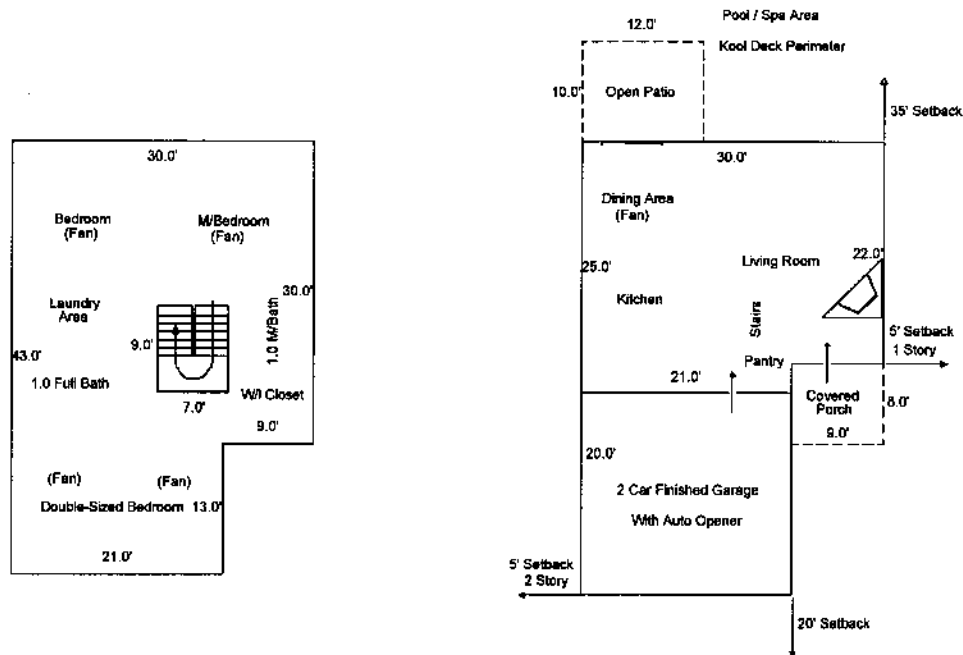 30.0'
Bedroom
(Fan)
M/Bedroom
(Fan)
Laundry
Area
30.0'
1.0 M/Bath
9.0'
43.0'
1.0 Full Bath
7.0'
W/I Closet
9.0'
(Fan)
(Fan)
Double-Sized Bedroom
13.0'
21.0'
Pool / Spa Area
12.0'
Kool Deck Perimeter
10.0'
Open Patio
35' Setback
30.0'
Dining Area
(Fan)
Living Room
22.0'
25.0'
Kitchen
Stairs
5' Setback
1 Story
Pantry
21.0'
Covered
Porch
8.0'
9.0'
20.0'
2 Car Finished Garage
With Auto Opener
5' Setback
2 Story
20' Setback